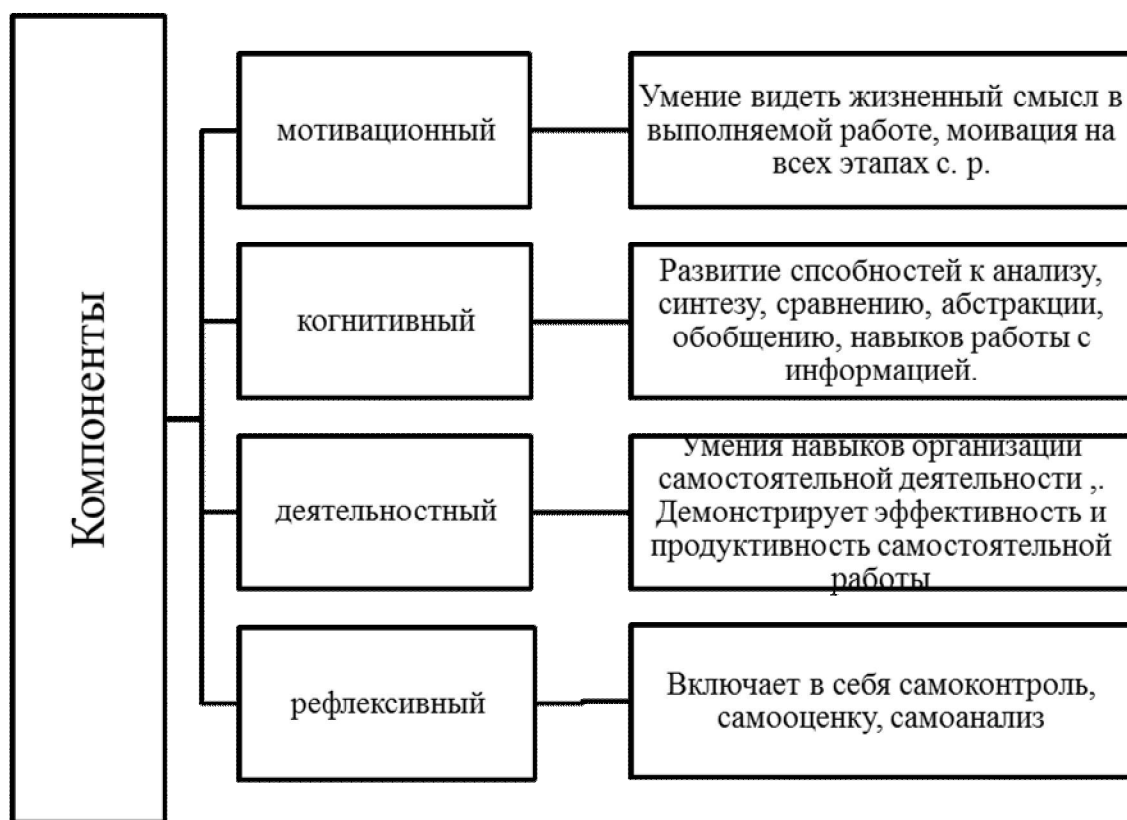 Компоненты
мотивационный
Умение видеть жизненный смысл в
выполняемой работе, моивация на
всех этапах с. р.
когнитивный
Развитие спсобностей к анализу,
синтезу, сравнению, абстракции,
обобщению, навыков работы с
информацией.
деятельностный
Умения навыков организации
самостоятельной деятельности ,.
Демонстрирует эффективность и
продуктивность самостоятельной
работы
рефлексивный
Включает в себя самоконтроль,
самооценку, самоанализ